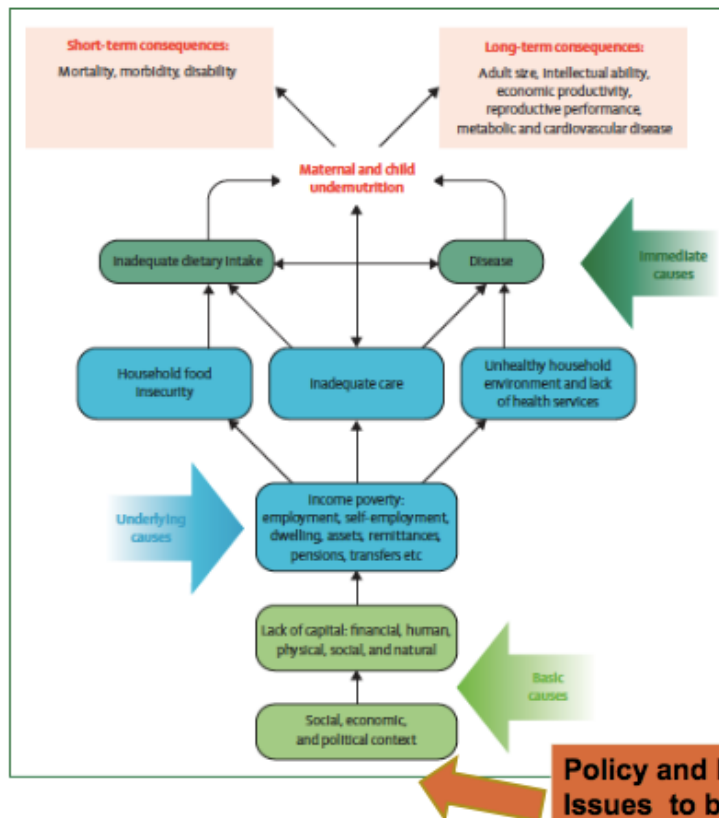 Short-term consequences:
Mortality, morbidity, disability
Long-term consequences:
Adult size, Intellectual ability,
economic productivity,
reproductive performance,
metabolic and cardiovascular disease
Maternal and child
undernutrition
Inadequate dietary Intake
Disease
Immediate
causes
Household food
Insecurity
Inadequate care
Unhealthy household
environment and lack
of health services
Underlying
causes
Income poverty:
employment, self-employment,
dwelling, assets, remittances,
pensions, transfers etc
Lack of capital: financial, human,
physical, social, and natural
Basic
causes
Social, economic,
and political context
Policy and
Issues to